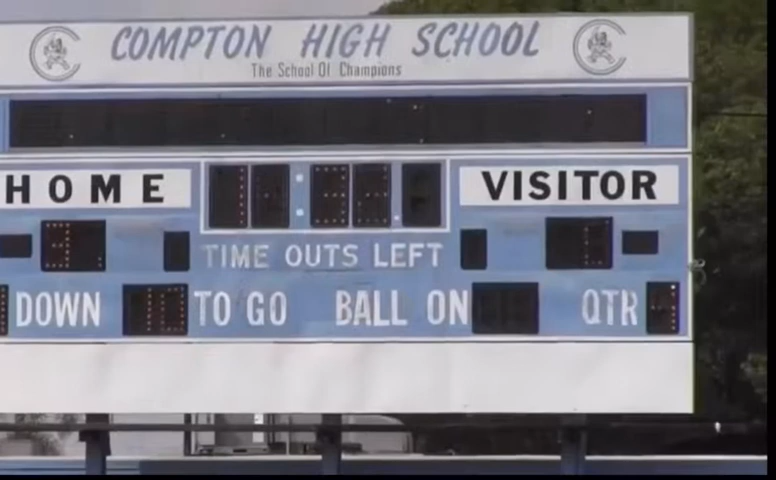 COMPTON HIGH SCHOOL
The School Of Champions
HOME VISITOR
TIME OUTS LEFT
DOWN TO GO BALL ON QTR